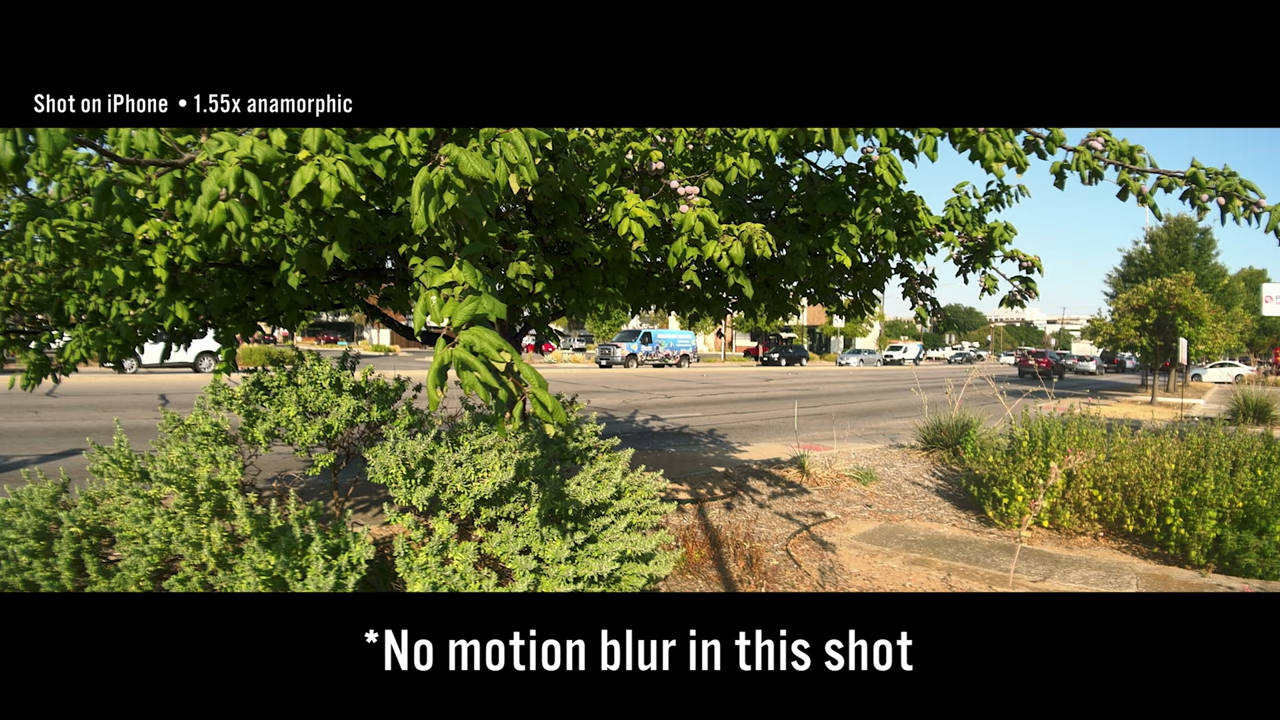 Shot on iPhone • 1.55x anamorphic
*No motion blur in this shot